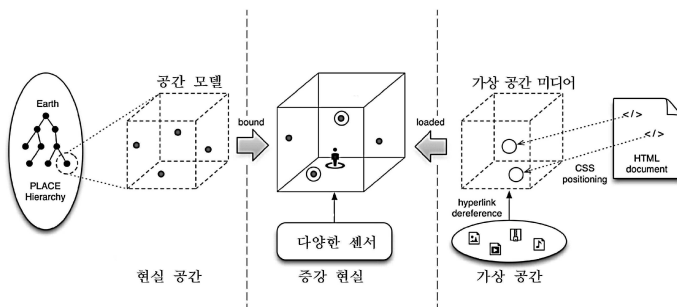 공간 모델
Earth
PLACE
Hierarchy
현실 공간
bound
다양한 센서
증강 현실
loaded
가상 공간 미디어
</>
</>
HTML
document
CSS
positioning
hyperlink
dereference
가상 공간